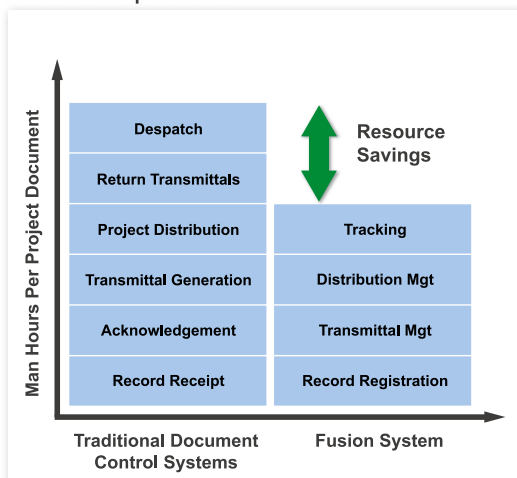 Man Hours Per Project Document
Despatch
Return Transmittals
Project Distribution
Transmittal Generation
Acknowledgement
Record Receipt
Resource
Savings
Tracking
Distribution Mgt
Transmittal Mgt
Record Registration
Traditional Document
Control Systems
Fusion System